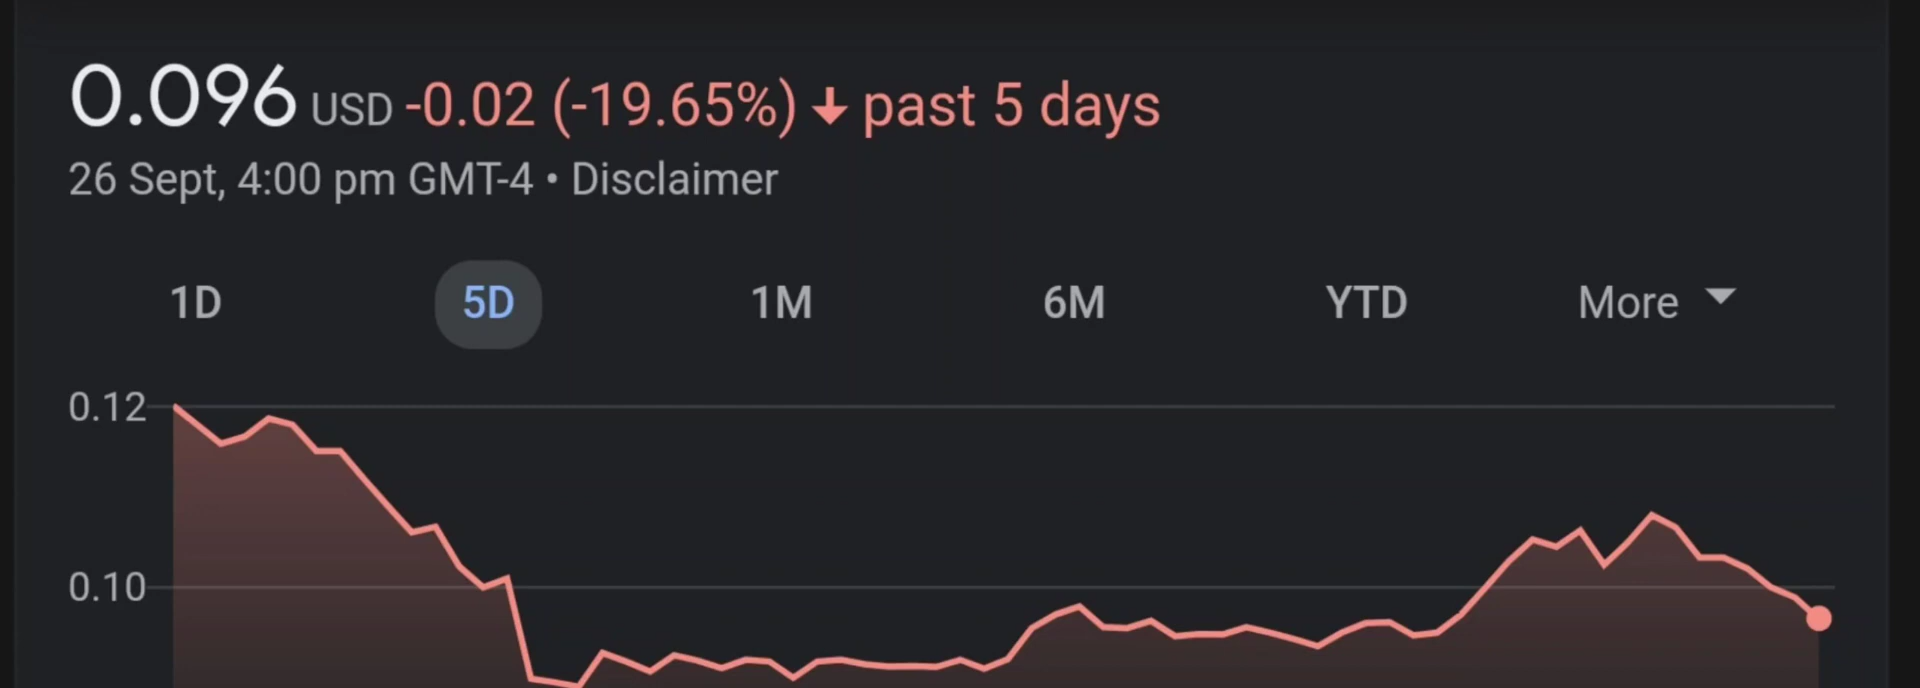 0.096 USD -0.02 (-19.65%) ↓ past 5 days
26 Sept, 4:00 pm GMT-4 • Disclaimer
1D 5D 1M 6M YTD More
0.12
0.10